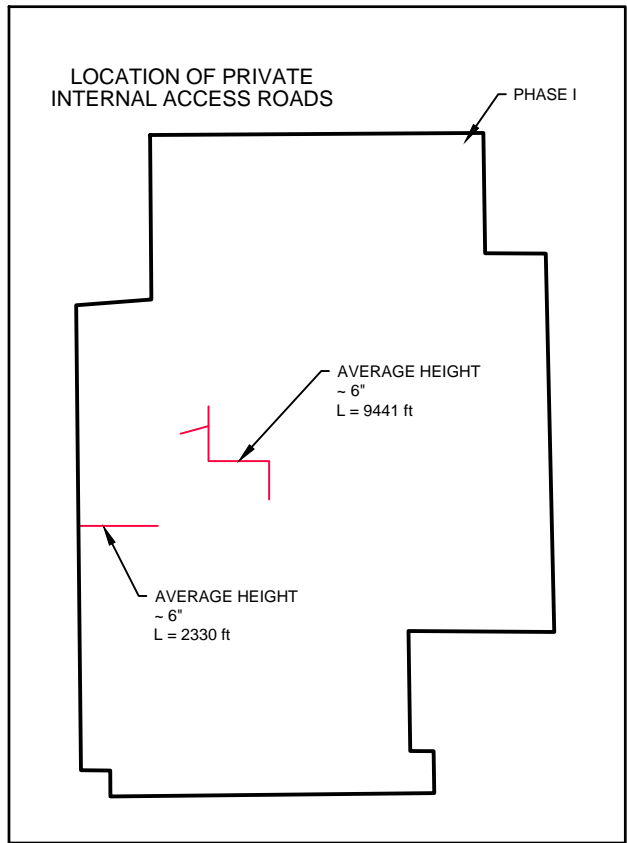 LOCATION OF PRIVATE
INTERNAL ACCESS ROADS
PHASE I
AVERAGE HEIGHT
~ 6"
L = 9441 ft
AVERAGE HEIGHT
~ 6"
L = 2330 ft